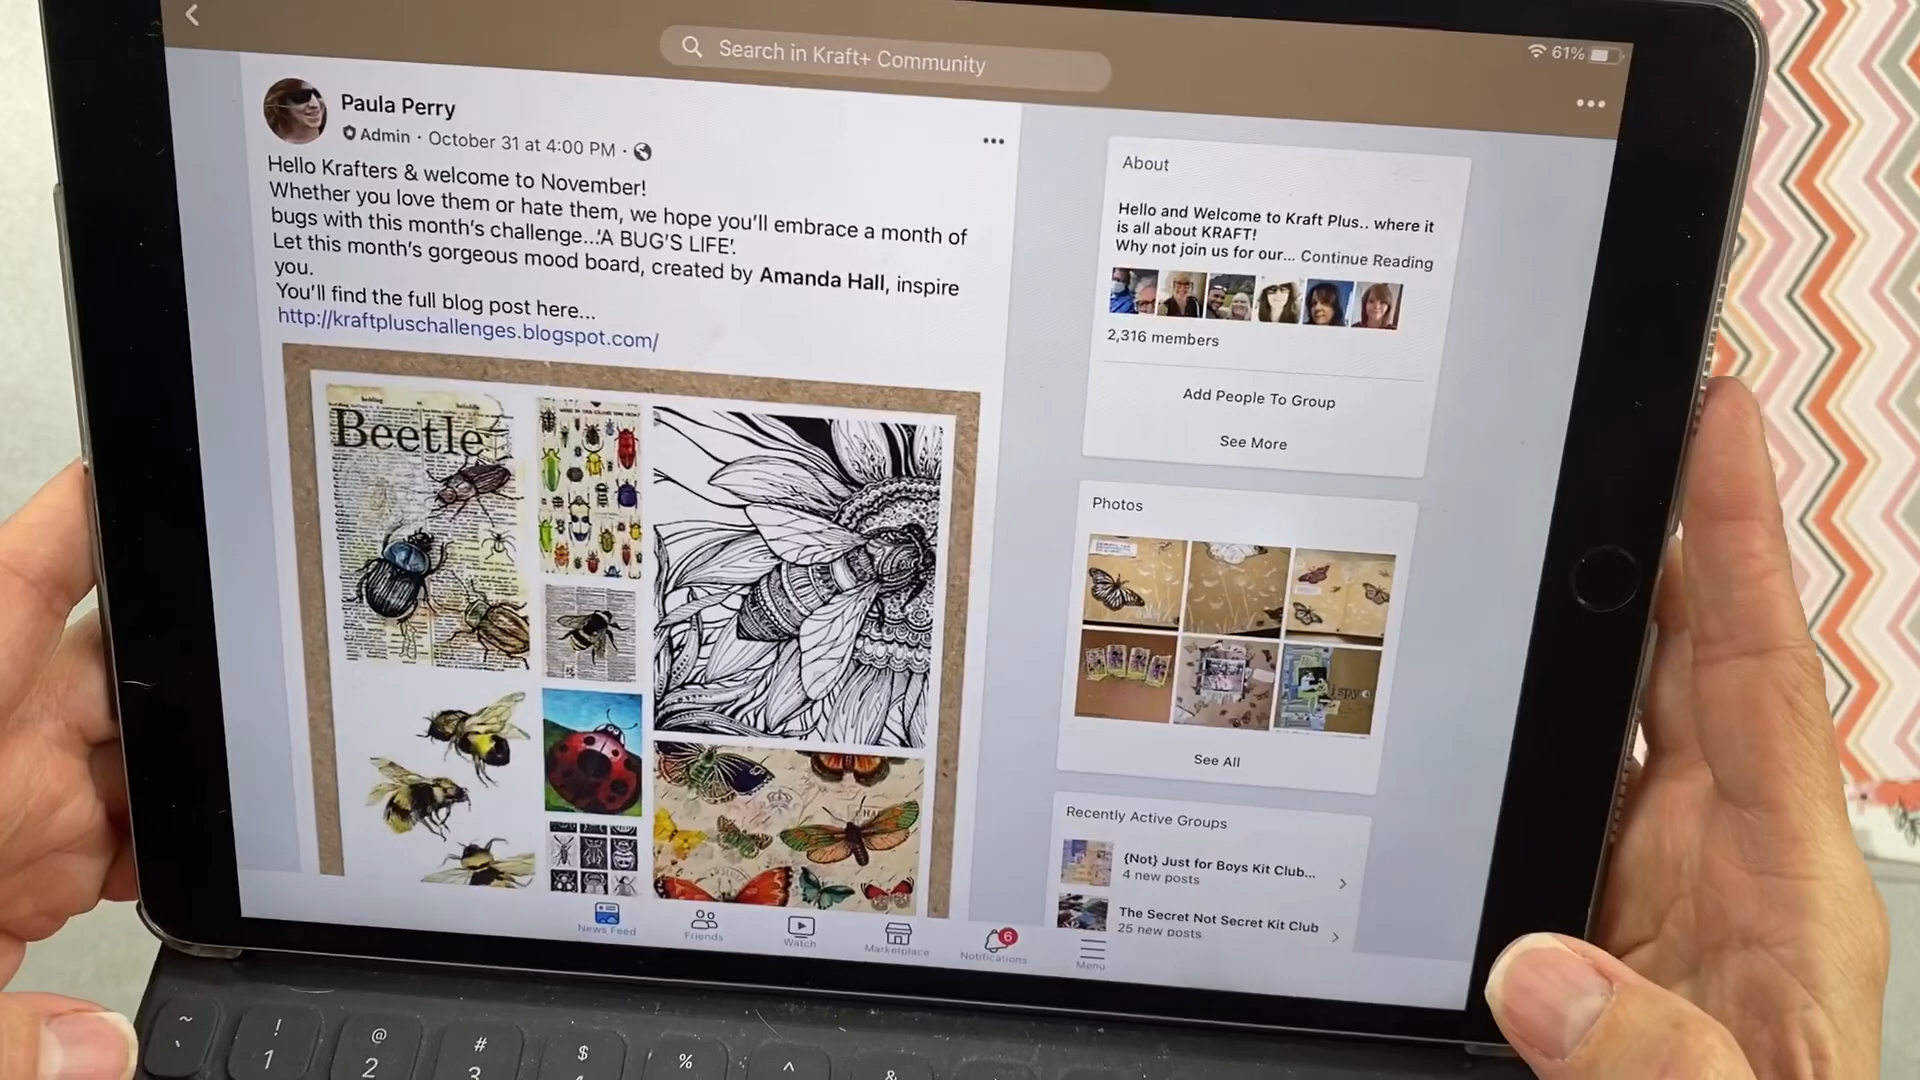 Search in Kraft+ Community
61%
Paula Perry
Admin · October 31 at 4:00 PM ·
Hello Krafters & welcome to November!
Whether you love them or hate them, we hope you'll embrace a month of
bugs with this month's challenge...'A BUG'S LIFE'.
Let this month's gorgeous mood board, created by Amanda Hall, inspire
you.
You'll find the full blog post here...
http://kraftpluschallenges.blogspot.com/
Beetle
About
Hello and Welcome to Kraft Plus.. where it
is all about KRAFT!
Why not join us for our... Continue Reading
2,316 members
Add People To Group
See More
Photos
ispy
See All
Recently Active Groups
{Not} Just for Boys Kit Club...
4 new posts
The Secret Not Secret Kit Club
25 new posts
News Feed
Friends
Watch
Marketplace
6
Notifications
Menu
~ ! @ # $ % ^ &
` 1 2 3